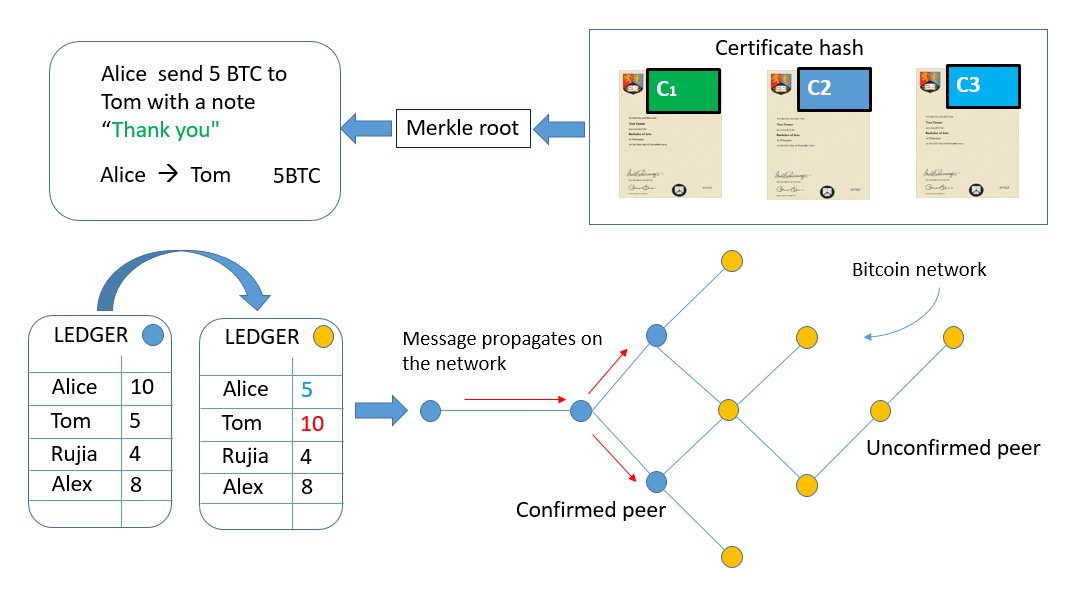 Alice send 5 BTC to
Tom with a note
“Thank you"
Alice → Tom 5BTC
Merkle root
Certificate hash
C1
C2
C3
LEDGER
Alice 10
Tom 5
Rujia 4
Alex 8
LEDGER
Alice 5
Tom 10
Rujia 4
Alex 8
Message propagates on
the network
Bitcoin network
Unconfirmed peer
Confirmed peer